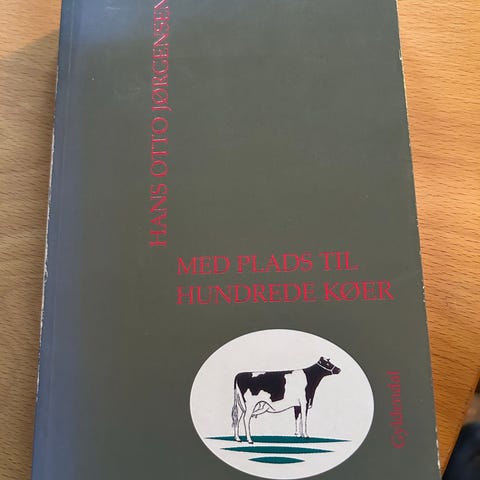 HANS OTTO JØRGENSEN
MED PLADS TIL
HUNDREDE KØER
Gyldendal